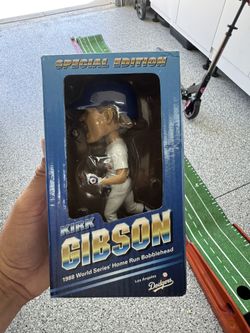 SPECIAL EDITION
KIRK
GIBSON
1988 World Series Home Run Bobblehead
Los Angeles
Dodgers